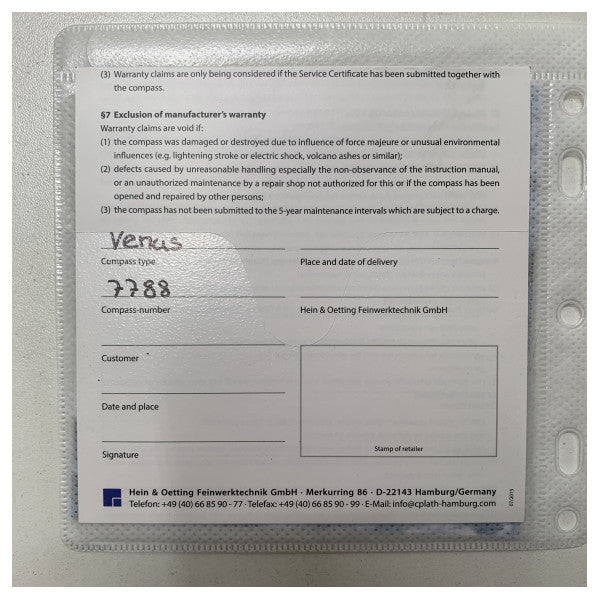 (3) Warranty claims are only being considered if the Service Certificate has been submitted together with
the compass.
§7 Exclusion of manufacturer's warranty
Warranty claims are void if:
(1) the compass was damaged or destroyed due to influence of force majeure or unusual environmental
influences (e.g. lightening stroke or electric shock, volcano ashes or similar);
(2) defects caused by unreasonable handling especially the non-observance of the instruction manual,
or an unauthorized maintenance by a repair shop not authorized for this or if the compass has been
opened and repaired by other persons;
(3) the compass has not been submitted to the 5-year maintenance intervals which are subject to a charge.
Venus
Compass type
Place and date of delivery
7788
Compass-number
Hein & Oetting Feinwerktechnik GmbH
Customer
Date and place
Signature
Stamp of retailer
Hein & Oetting Feinwerktechnik GmbH · Merkurring 86 · D-22143 Hamburg/Germany
Telefon: +49 (40) 66 85 90 - 77 · Telefax: +49 (40) 66 85 90 - 99 · E-Mail: info@cplath-hamburg.com
07/2015